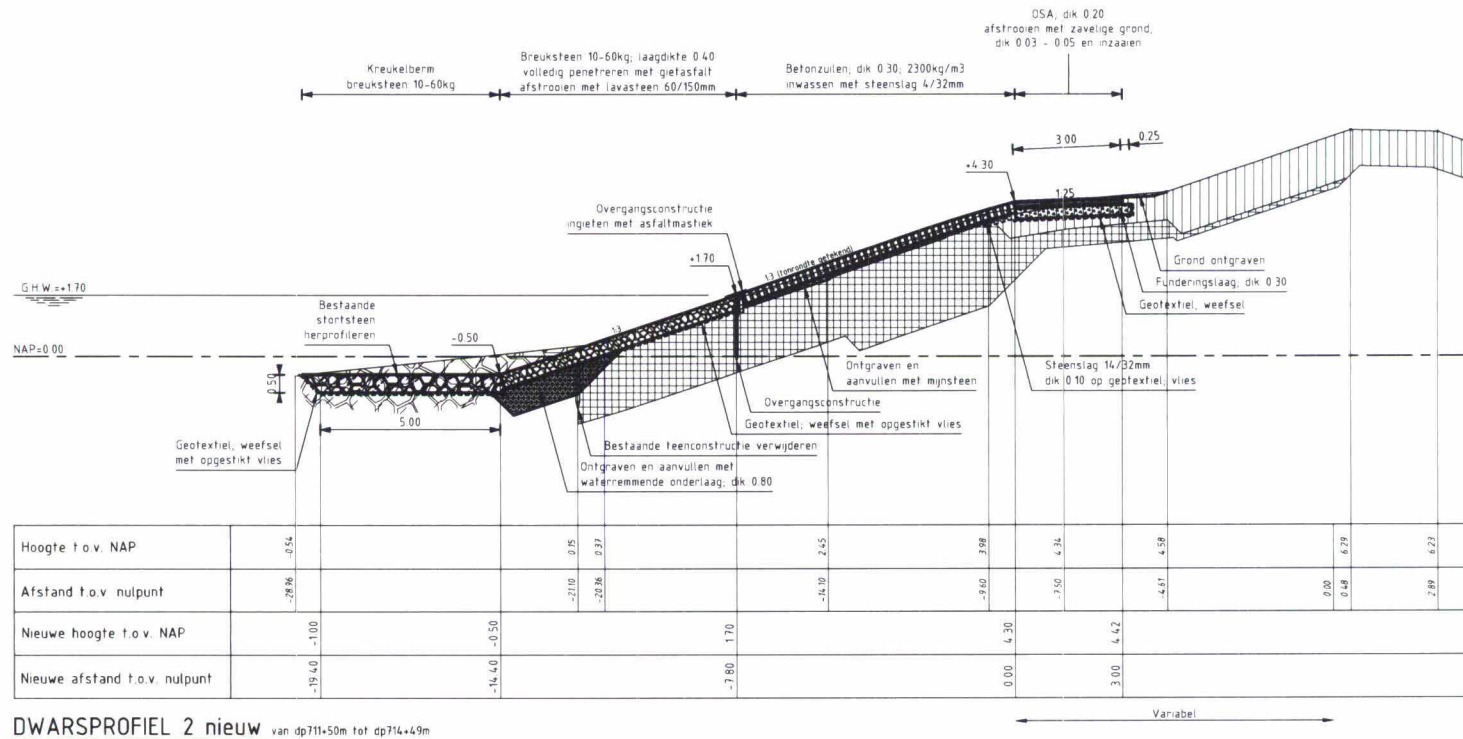 OSA, dik 0.20
afstrooien met zavelige grond,
dik 0.03 - 0.05 en inzaaien
Kreukelberm
breuksteen 10-60kg
Breuksteen 10-60kg; laagdikte 0.40
volledig penetreren met gietasfalt
afstrooien met lavasteen 60/150mm
Betonzuilen; dik 0.30; 2300kg/m3
inwassen met steenslag 4/32mm
3.00
0.25
+4.30
1:25
Overgangsconstructie
ingieten met asfaltmastiek
+1.70
1:3 (tonrondte getekend)
G.H.W.=+1.70
Bestaande
stortsteen
herprofileren
-0.50
1:3
NAP=0.00
0.50
5.00
Grond ontgraven
Funderingslaag, dik 0.30
Geotextiel, weefsel
Ontgraven en
aanvullen met mijnsteen
Steenslag 14/32mm
dik 0.10 op geotextiel; vlies
Overgangsconstructie
Geotextiel; weefsel met opgestikt vlies
Geotextiel; weefsel
met opgestikt vlies
Bestaande teenconstructie verwijderen
Ontgraven en aanvullen met
waterremmende onderlaag; dik 0.80
Hoogte t.o.v. NAP -0.54 0.15 0.37 2.45 3.98 4.34 4.58 6.29 6.23
Afstand t.o.v. nulpunt -28.96 -21.10 -20.36 -14.10 -9.60 -7.50 -4.61 0.00 0.48 2.89
Nieuwe hoogte t.o.v. NAP -1.00 -0.50 1.70 4.30 4.42
Nieuwe afstand t.o.v. nulpunt -19.40 -14.40 -7.80 0.00 3.00
Variabel
DWARSPROFIEL 2 nieuw van dp711+50m tot dp714+49m